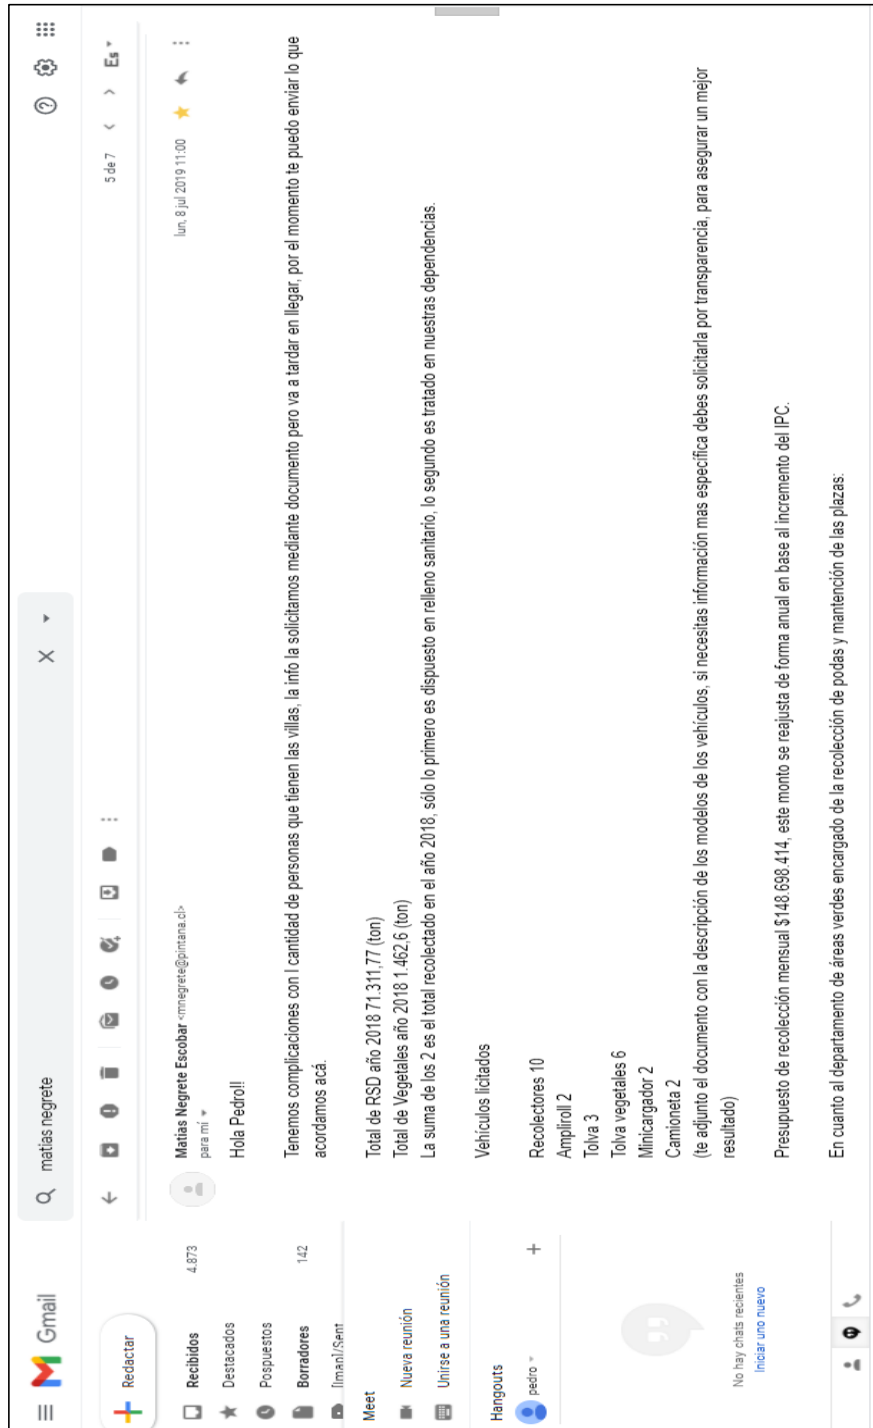 Gmail
matias negrete
Redactar
Recibidos 4.873
Destacados
Pospuestos
Borradores 142
[Imap]/Sent
Meet
Nueva reunión
Unirse a una reunión
Hangouts
pedro
No hay chats recientes
Iniciar uno nuevo
5 de 7
Es
Matias Negrete Escobar <mnegrete@pintana.cl>
lun, 8 jul 2019 11:00
para mí
Hola Pedro!!
Tenemos complicaciones con l cantidad de personas que tienen las villas, la info la solicitamos mediante documento pero va a tardar en llegar, por el momento te puedo enviar lo que
acordamos acá.
Total de RSD año 2018 71.311,77 (ton)
Total de Vegetales año 2018 1.462,6 (ton)
La suma de los 2 es el total recolectado en el año 2018, sólo lo primero es dispuesto en relleno sanitario, lo segundo es tratado en nuestras dependencias.
Vehículos licitados
Recolectores 10
Ampliroll 2
Tolva 3
Tolva vegetales 6
Minicargador 2
Camioneta 2
(te adjunto el documento con la descripción de los modelos de los vehículos, si necesitas información mas específica debes solicitarla por transparencia, para asegurar un mejor
resultado)
Presupuesto de recolección mensual $148.698.414, este monto se reajusta de forma anual en base al incremento del IPC.
En cuanto al departamento de áreas verdes encargado de la recolección de podas y mantención de las plazas: